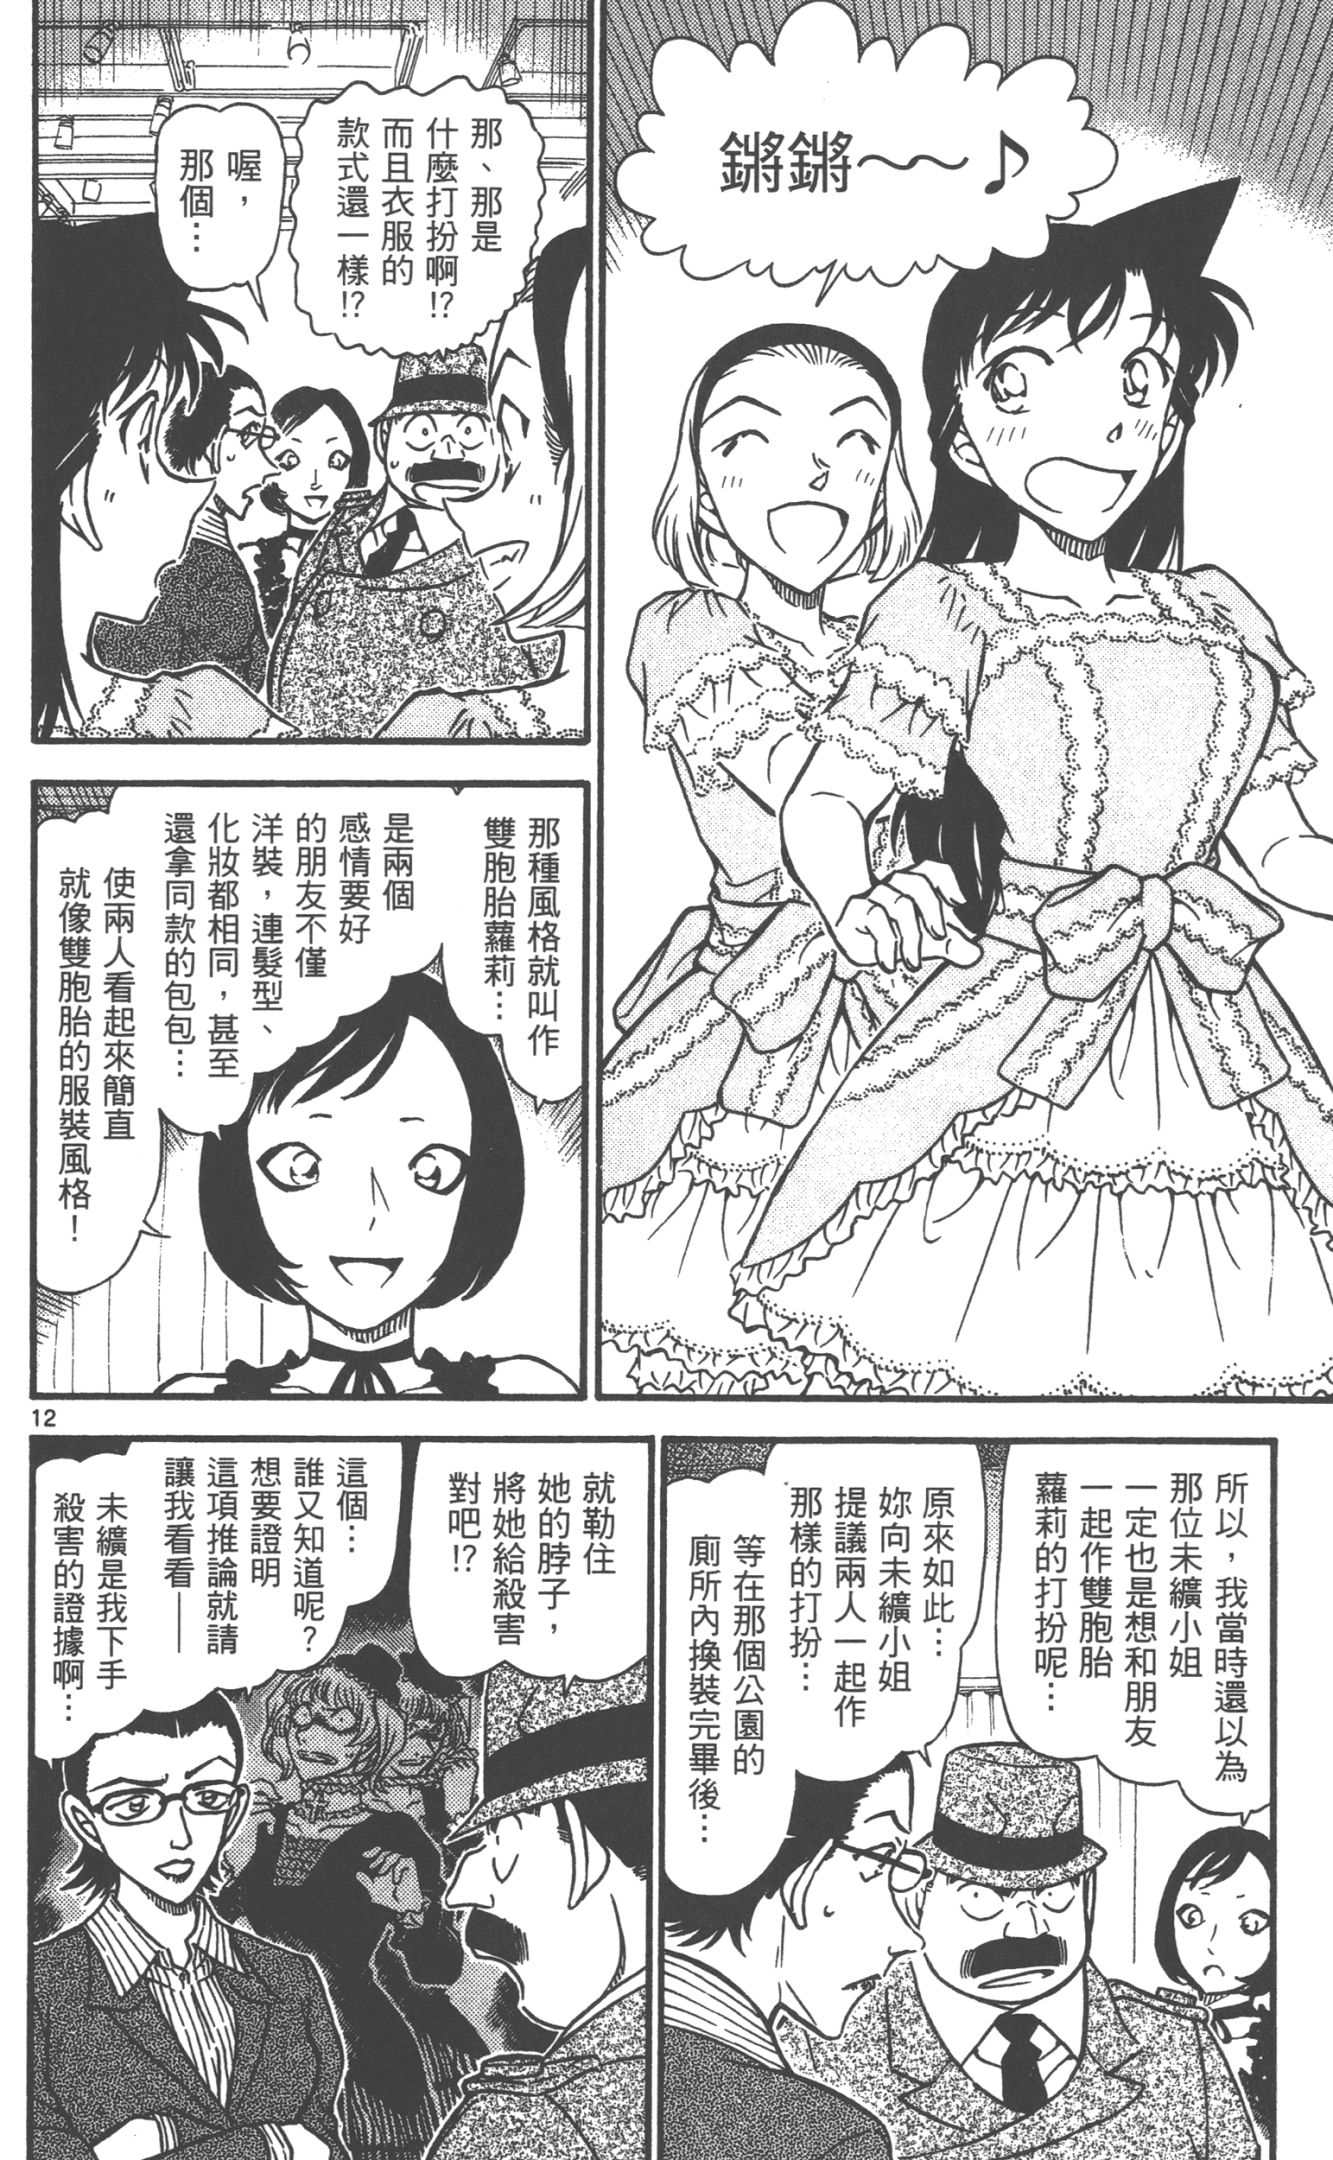 鏘鏘～～♪
那、那是
什麼打扮啊!?
而且衣服的
款式還一樣!?
喔，
那個…
那種風格就叫作
雙胞胎蘿莉…
是兩個
感情要好
的朋友不僅
洋裝，連髮型、
化妝都相同，甚至
還拿同款的包包…
使兩人看起來簡直
就像雙胞胎的服裝風格！
12
所以，我當時還以為
那位未纊小姐
一定也是想和朋友
一起作雙胞胎
蘿莉的打扮呢…
原來如此…
妳向未纊小姐
提議兩人一起作
那樣的打扮…
等在那個公園的
廁所內換裝完畢後…
就勒住
她的脖子，
將她給殺害
對吧!?
這個…
誰又知道呢？
想要證明
這項推論就請
讓我看看——
未纊是我下手
殺害的證據啊…